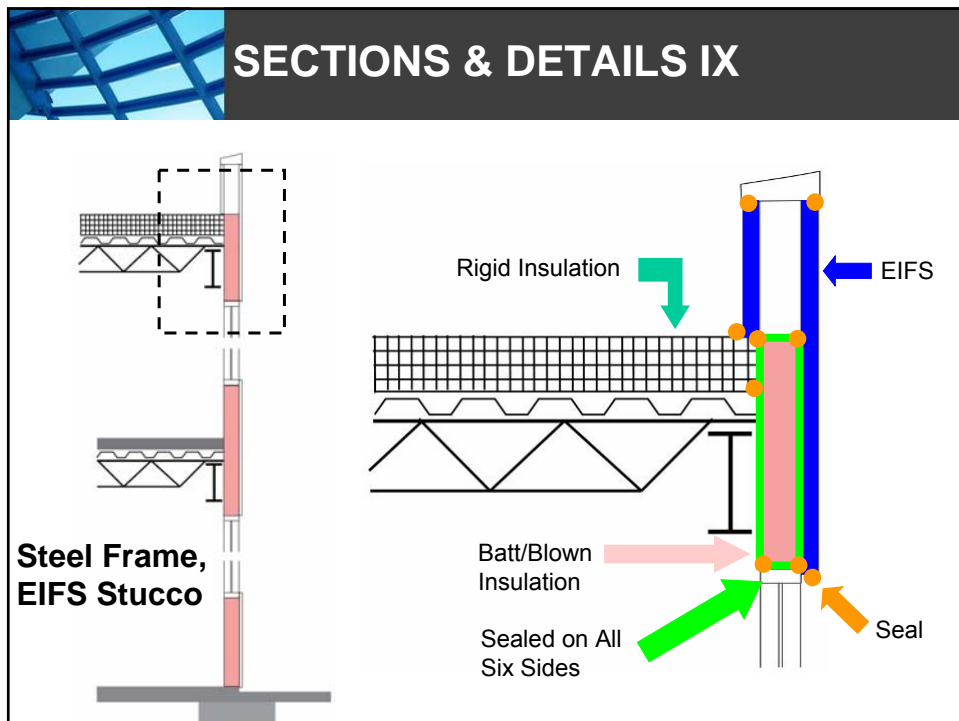 SECTIONS & DETAILS IX
Rigid Insulation
EIFS
Batt/Blown
Insulation
Sealed on All
Six Sides
Seal
Steel Frame,
EIFS Stucco